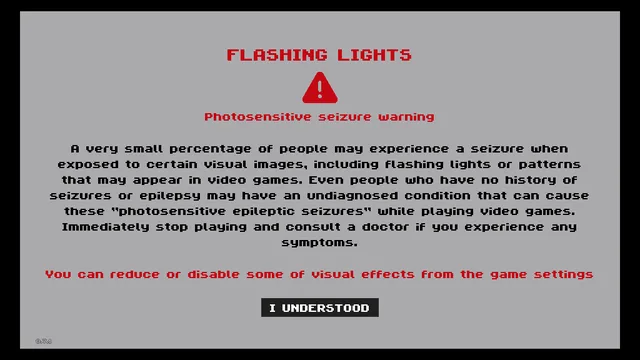 FLASHING LIGHTS
Photosensitive seizure warning
A very small percentage of people may experience a seizure when
exposed to certain visual images, including flashing lights or patterns
that may appear in video games. Even people who have no history of
seizures or epilepsy may have an undiagnosed condition that can cause
these "photosensitive epileptic seizures" while playing video games.
Immediately stop playing and consult a doctor if you experience any
symptoms.
You can reduce or disable some of visual effects from the game settings
I UNDERSTOOD